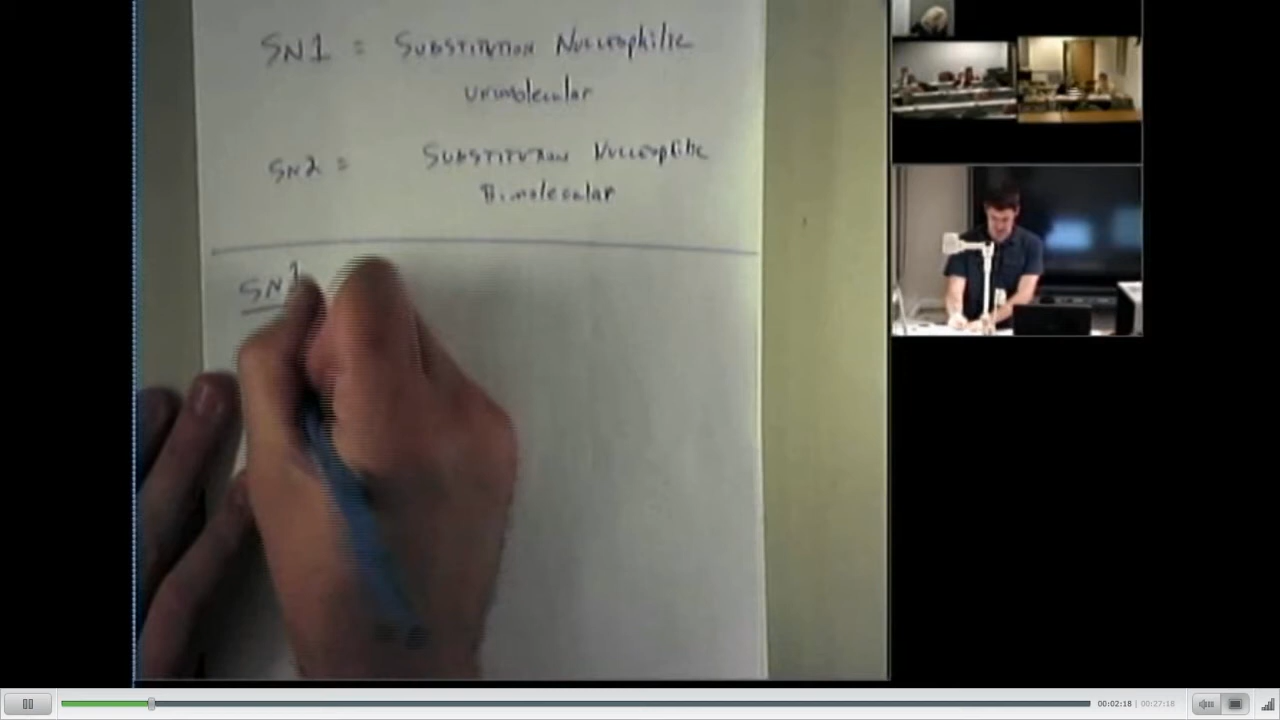 SN1 = SUBSTITUTION Nucleophilic
Unimolecular
SN2 = SUBSTITUTION Nucleophilic
Bimolecular
SN1
00:02:18 | 00:27:18